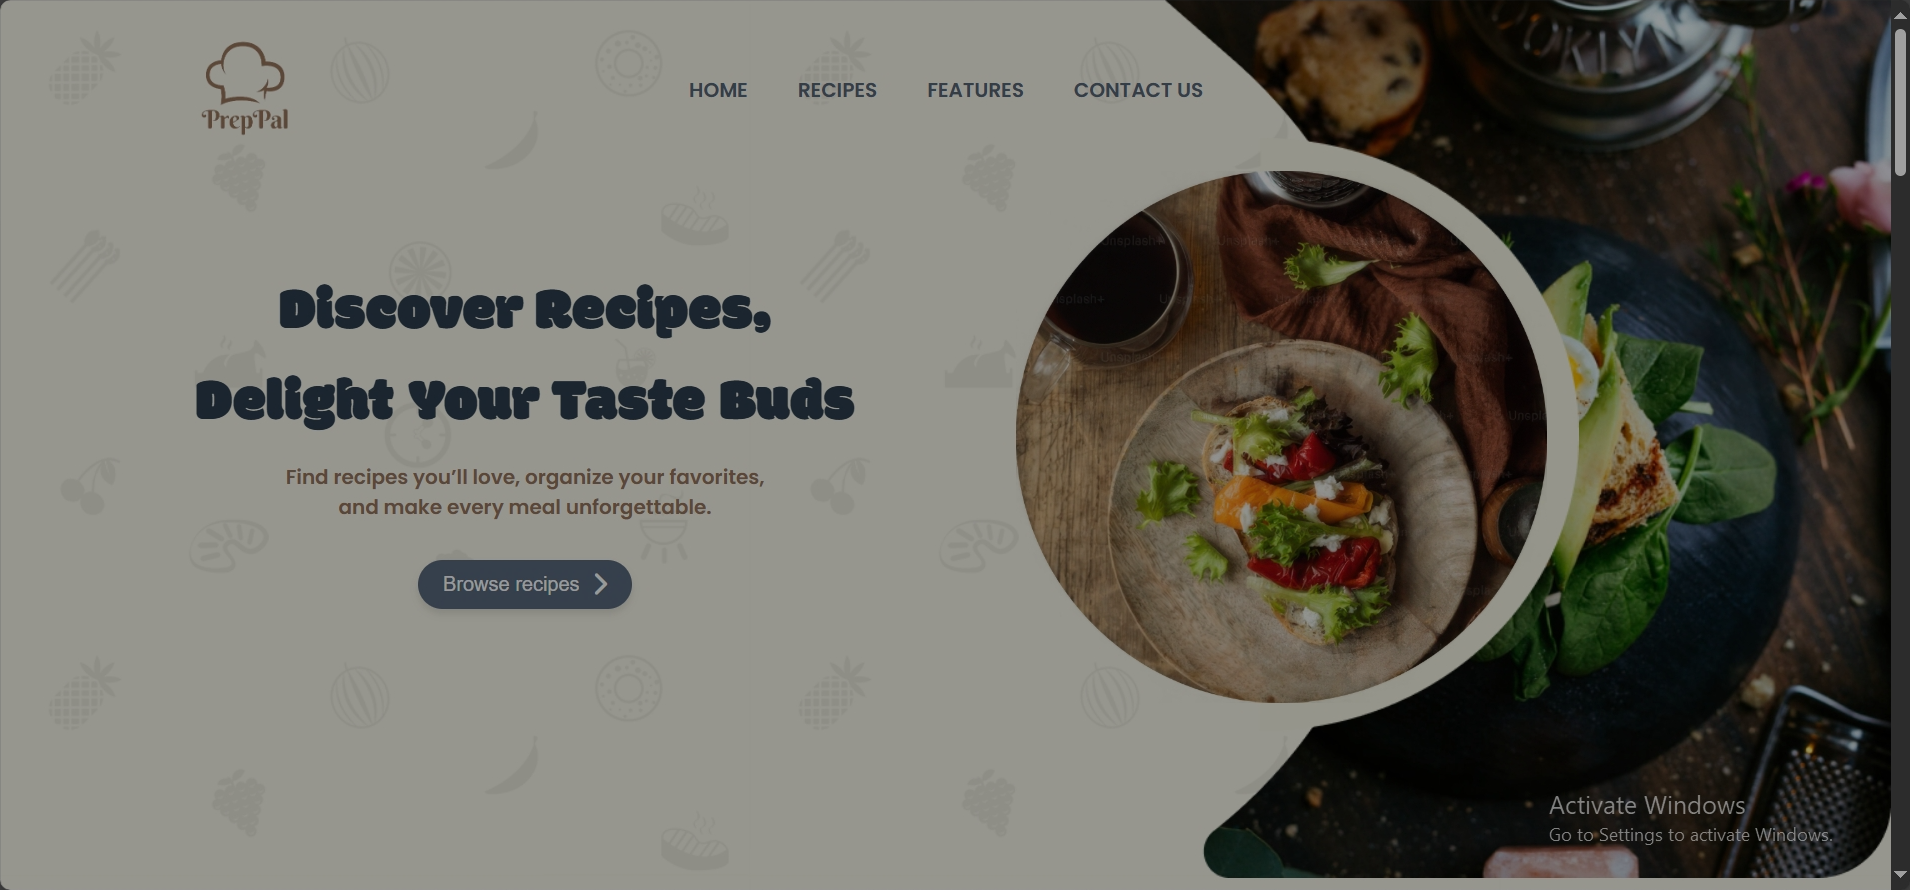 PrepPal
HOME RECIPES FEATURES CONTACT US
Discover Recipes,
Delight Your Taste Buds
Find recipes you’ll love, organize your favorites,
and make every meal unforgettable.
Browse recipes
Unsplash+
Activate Windows
Go to Settings to activate Windows.